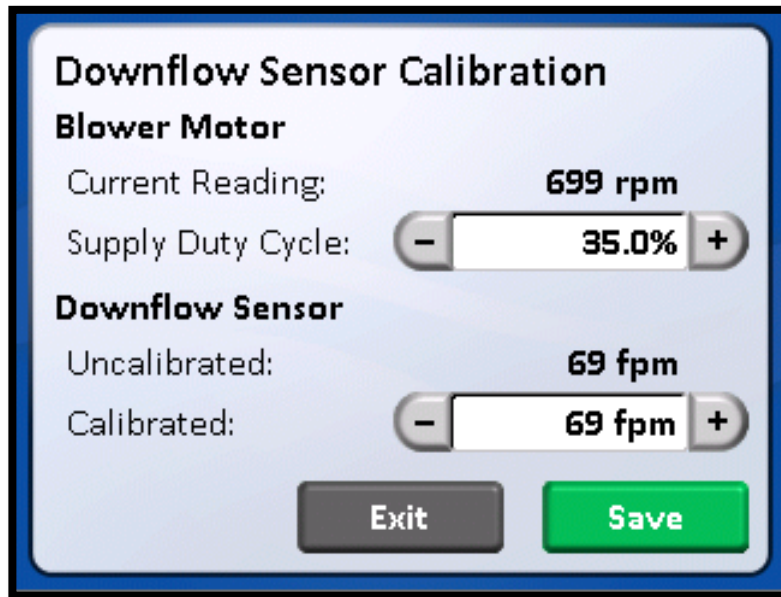 Downflow Sensor Calibration
Blower Motor
Current Reading: 699 rpm
Supply Duty Cycle: - 35.0% +
Downflow Sensor
Uncalibrated: 69 fpm
Calibrated: - 69 fpm +
Exit Save